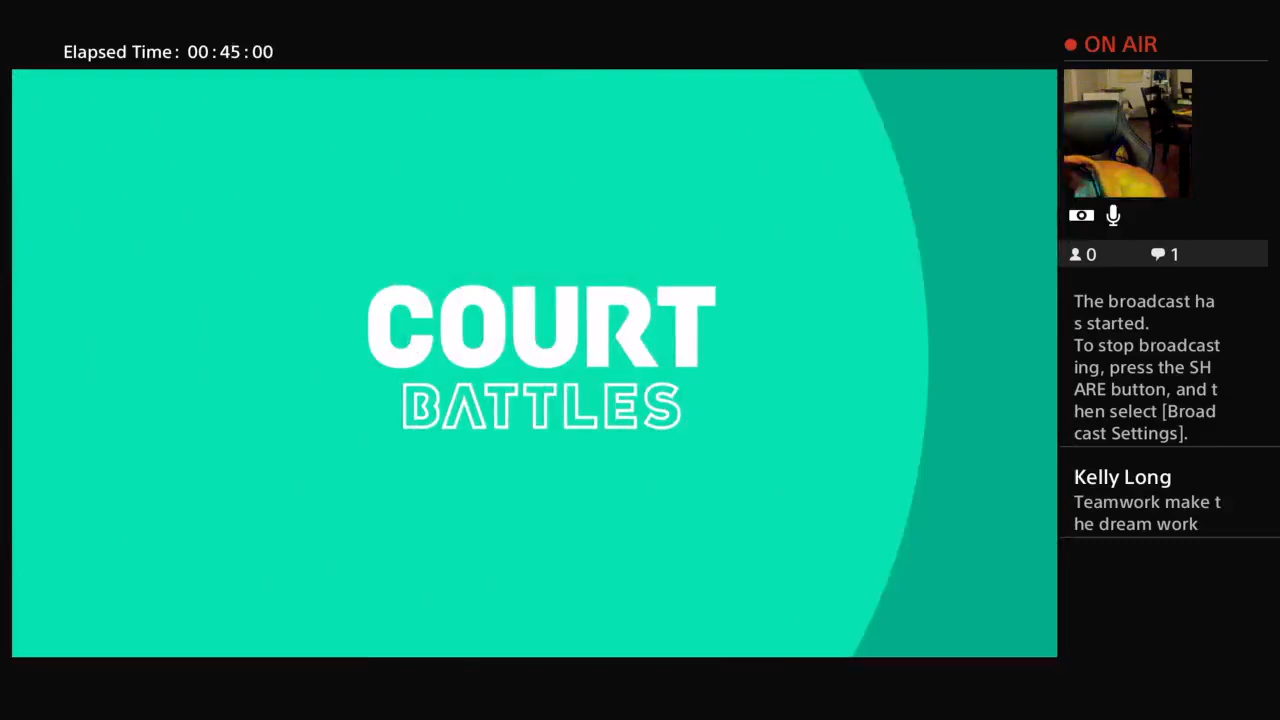 Elapsed Time: 00:45:00
ON AIR
COURT
BATTLES
0 1
The broadcast ha
s started.
To stop broadcast
ing, press the SH
ARE button, and t
hen select [Broad
cast Settings].
Kelly Long
Teamwork make t
he dream work